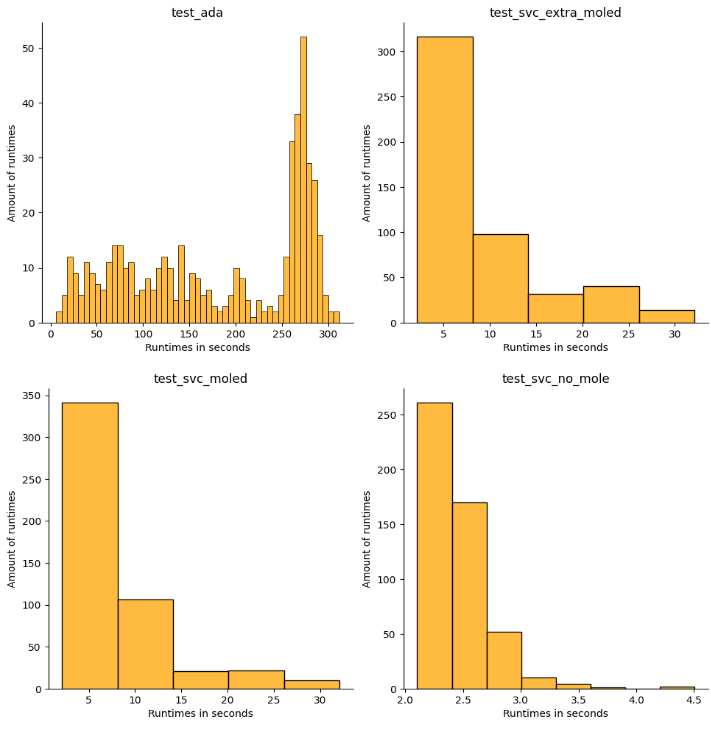 test_ada
50
40
30
20
10
0
Amount of runtimes
0 50 100 150 200 250 300
Runtimes in seconds
test_svc_extra_moled
300
250
200
150
100
50
0
Amount of runtimes
5 10 15 20 25 30
Runtimes in seconds
test_svc_moled
350
300
250
200
150
100
50
0
Amount of runtimes
5 10 15 20 25 30
Runtimes in seconds
test_svc_no_mole
250
200
150
100
50
0
Amount of runtimes
2.0 2.5 3.0 3.5 4.0 4.5
Runtimes in seconds